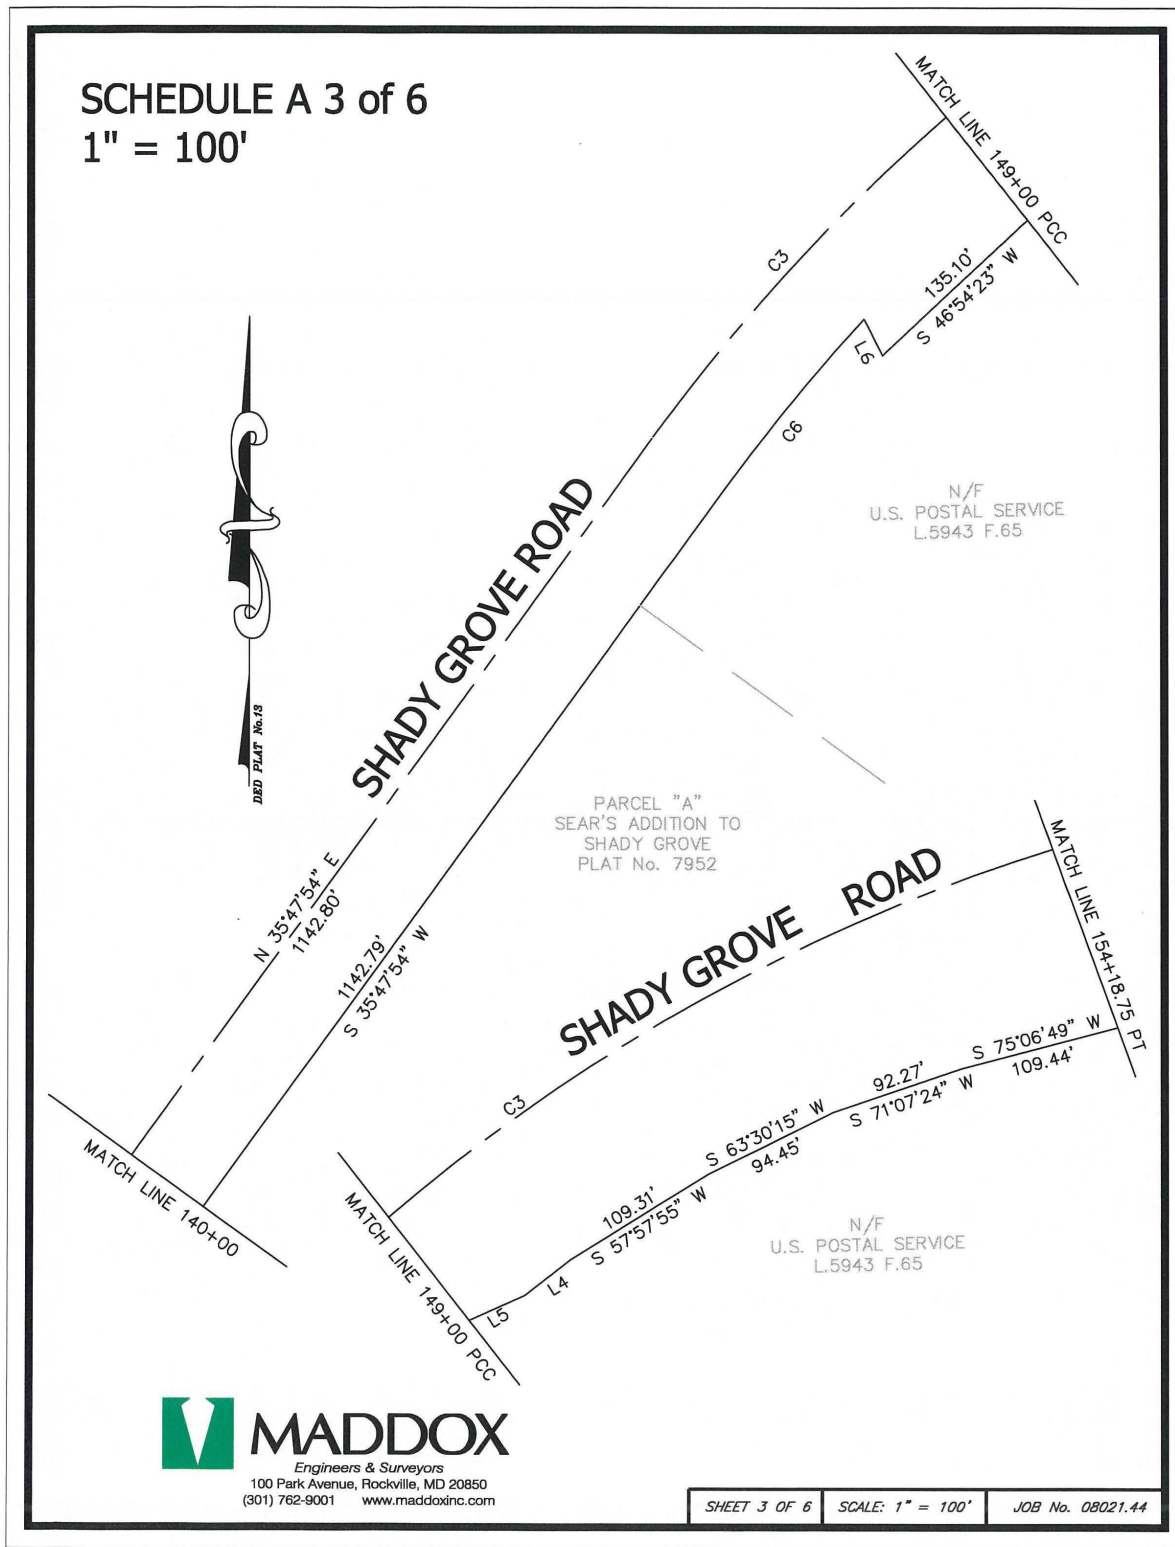 SCHEDULE A 3 of 6
1" = 100'
MATCH LINE 149+00 PCC
C3
135.10'
S 46°54'23" W
L6
C6
N/F
U.S. POSTAL SERVICE
L.5943 F.65
SHADY GROVE ROAD
DED PLAT No.13
PARCEL "A"
SEAR'S ADDITION TO
SHADY GROVE
PLAT No. 7952
N 35°47'54" E
1142.80'
1142.79'
S 35°47'54" W
MATCH LINE 140+00
SHADY GROVE ROAD
MATCH LINE 154+18.75 PT
C3
S 75°06'49" W
109.44'
92.27'
S 71°07'24" W
S 63°30'15" W
94.45'
109.31'
S 57°57'55" W
L4
L5
MATCH LINE 149+00 PCC
N/F
U.S. POSTAL SERVICE
L.5943 F.65
MADDOX
Engineers & Surveyors
100 Park Avenue, Rockville, MD 20850
(301) 762-9001 www.maddoxinc.com
SHEET 3 OF 6
SCALE: 1" = 100'
JOB No. 08021.44